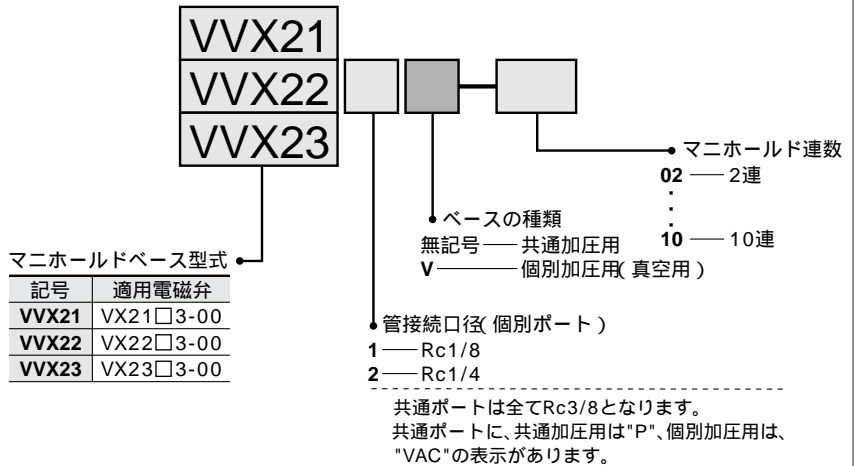 VVX21
VVX22
VVX23
マニホールド連数
02 — 2連
・
・
・
10 — 10連
ベースの種類
無記号 — 共通加圧用
V — 個別加圧用(真空用)
マニホールドベース型式
記号 適用電磁弁
VVX21 VX21□3-00
VVX22 VX22□3-00
VVX23 VX23□3-00
管接続口径(個別ポート)
1 — Rc1/8
2 — Rc1/4
共通ポートは全てRc3/8となります。
共通ポートに、共通加圧用は"P"、個別加圧用は、
"VAC"の表示があります。